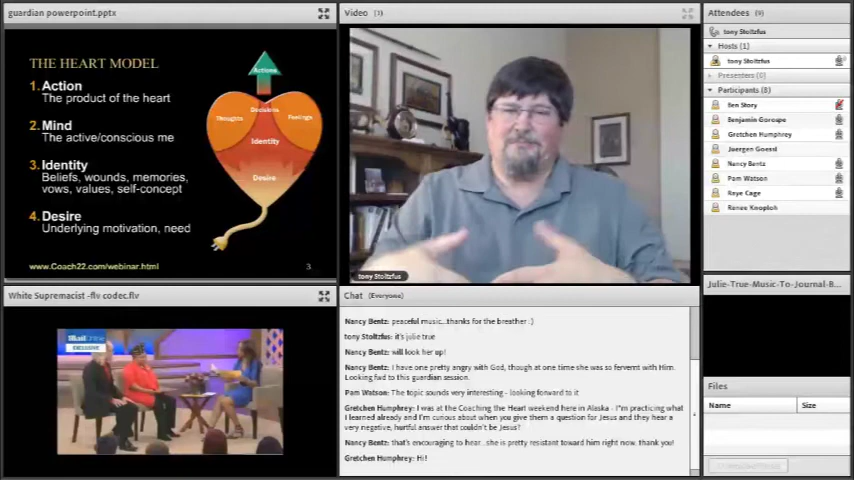 guardian powerpoint.pptx
THE HEART MODEL
1. Action
The product of the heart
2. Mind
The active/conscious me
3. Identity
Beliefs, wounds, memories,
vows, values, self-concept
4. Desire
Underlying motivation, need
Actions
Decisions
Thoughts
Feelings
Identity
Desire
www.Coach22.com/webinar.html
3
Video (1)
tony Stoltzfus
Attendees (9)
tony Stoltzfus
Hosts (1)
tony Stoltzfus
Presenters (0)
Participants (8)
Ben Story
Benjamin Gorospe
Gretchen Humphrey
Juergen Goessl
Nancy Bentz
Pam Watson
Raye Cage
White Supremacist -flv codec.flv
EXCLUSIVE
Chat (Everyone)
Nancy Bentz: peaceful music...thanks for the breather :)
tony Stoltzfus: it's julie true
Nancy Bentz: will look her up!
Nancy Bentz: I have one pretty angry with God, though at one time she was so fervent with Him.
Looking fwd to this guardian session.
Pam Watson: The topic sounds very interesting - looking forward to it
Gretchen Humphrey: I was at the Coaching the Heart weekend here in Alaska - I'm practicing what
I learned already and I'm curious about when you give them a question for Jesus and they hear a
very negative, hurtful answer that couldn't be Jesus?
Nancy Bentz: that's encouraging to hear...she is pretty resistant toward him right now. thank you!
Gretchen Humphrey: Hi!
Julie-True-Music-To-Journal-B...
Files
Name
Size